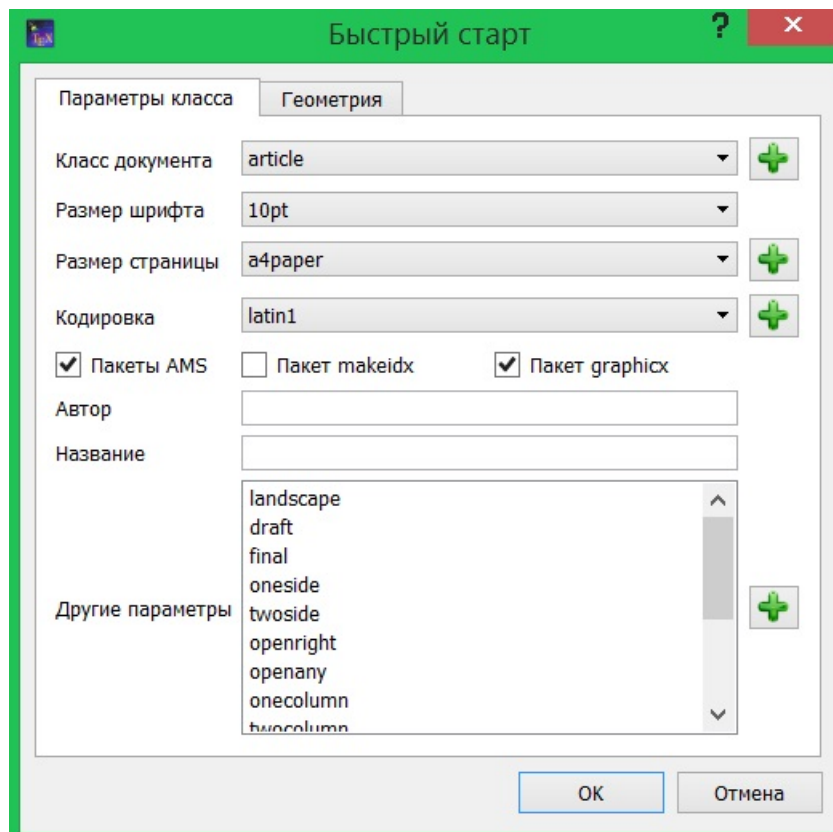 Быстрый старт
Параметры класса Геометрия
Класс документа article
Размер шрифта 10pt
Размер страницы a4paper
Кодировка latin1
Пакеты AMS Пакет makeidx Пакет graphicx
Автор
Название
landscape
draft
final
oneside
Другие параметры twoside
openright
openany
onecolumn
twocolumn
OK Отмена